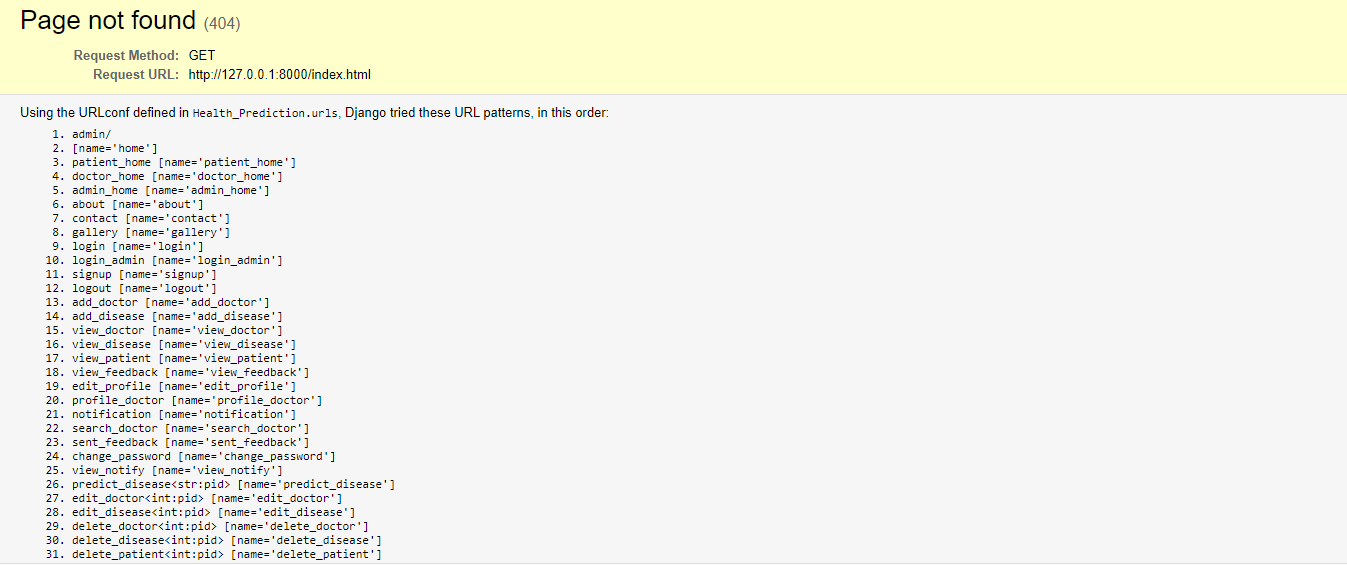 Page not found (404)
Request Method: GET
Request URL: http://127.0.0.1:8000/index.html
Using the URLconf defined in Health_Prediction.urls, Django tried these URL patterns, in this order:
1. admin/
2. [name='home']
3. patient_home [name='patient_home']
4. doctor_home [name='doctor_home']
5. admin_home [name='admin_home']
6. about [name='about']
7. contact [name='contact']
8. gallery [name='gallery']
9. login [name='login']
10. login_admin [name='login_admin']
11. signup [name='signup']
12. logout [name='logout']
13. add_doctor [name='add_doctor']
14. add_disease [name='add_disease']
15. view_doctor [name='view_doctor']
16. view_disease [name='view_disease']
17. view_patient [name='view_patient']
18. view_feedback [name='view_feedback']
19. edit_profile [name='edit_profile']
20. profile_doctor [name='profile_doctor']
21. notification [name='notification']
22. search_doctor [name='search_doctor']
23. sent_feedback [name='sent_feedback']
24. change_password [name='change_password']
25. view_notify [name='view_notify']
26. predict_disease<str:pid> [name='predict_disease']
27. edit_doctor<int:pid> [name='edit_doctor']
28. edit_disease<int:pid> [name='edit_disease']
29. delete_doctor<int:pid> [name='delete_doctor']
30. delete_disease<int:pid> [name='delete_disease']
31. delete_patient<int:pid> [name='delete_patient']